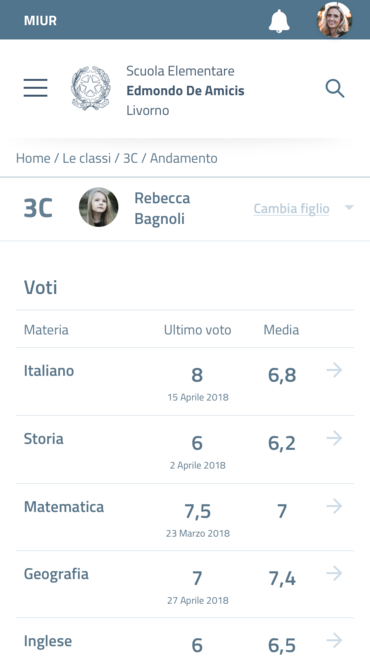 MIUR
Scuola Elementare
Edmondo De Amicis
Livorno
Home / Le classi / 3C / Andamento
3C
Rebecca
Bagnoli
Cambia figlio
Voti
Materia Ultimo voto Media
Italiano 8 6,8
15 Aprile 2018
Storia 6 6,2
2 Aprile 2018
Matematica 7,5 7
23 Marzo 2018
Geografia 7 7,4
27 Aprile 2018
Inglese 6 6,5